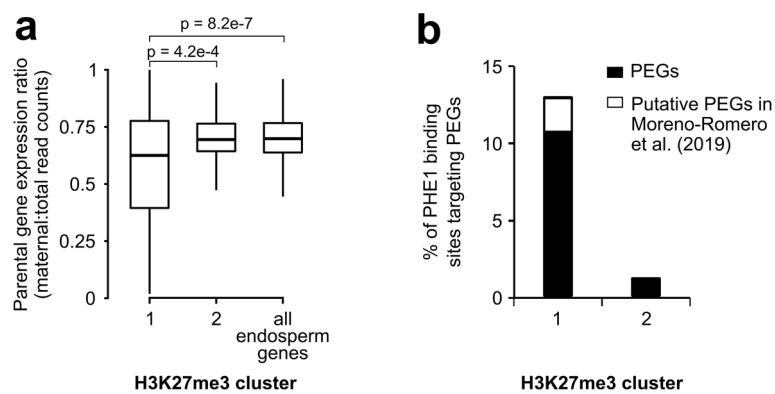 a
p = 8.2e-7
p = 4.2e-4
Parental gene expression ratio
(maternal:total read counts)
1
0.75
0.5
0.25
0
1
2
all
endosperm
genes
H3K27me3 cluster
b
% of PHE1 binding
sites targeting PEGs
15
10
5
0
PEGs
Putative PEGs in
Moreno-Romero
et al. (2019)
1
2
H3K27me3 cluster